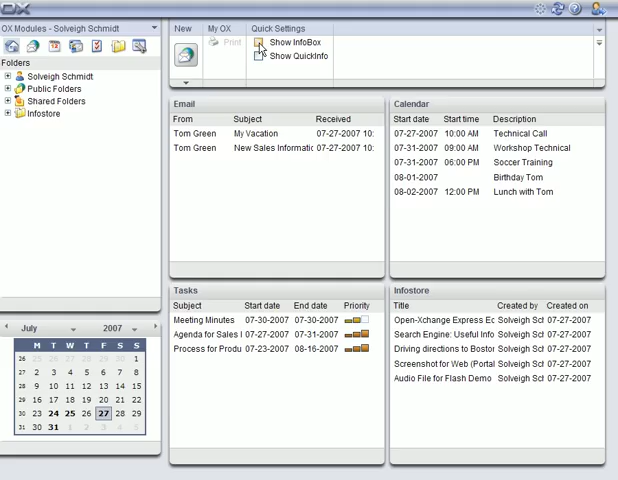 OX
OX Modules - Solveigh Schmidt
New
My OX
Quick Settings
Print
Show InfoBox
Show QuickInfo
Folders
Solveigh Schmidt
Public Folders
Shared Folders
Infostore
Email
From Subject Received
Tom Green My Vacation 07-27-2007 10:
Tom Green New Sales Informatic 07-27-2007 10:
Calendar
Start date Start time Description
07-27-2007 10:00 AM Technical Call
07-31-2007 09:00 AM Workshop Technical
07-31-2007 06:00 PM Soccer Training
08-01-2007 Birthday Tom
08-02-2007 12:00 PM Lunch with Tom
Tasks
Subject Start date End date Priority
Meeting Minutes 07-30-2007 07-30-2007
Agenda for Sales I 07-27-2007 07-31-2007
Process for Produ 07-23-2007 08-16-2007
Infostore
Title Created by Created on
Open-Xchange Express Ec Solveigh Scl 07-27-2007
Search Engine: Useful Info Solveigh Scl 07-27-2007
Driving directions to Bostor Solveigh Scl 07-27-2007
Screenshot for Web (Portal Solveigh Scl 07-27-2007
Audio File for Flash Demo Solveigh Scl 07-27-2007
July 2007
M T W T F S S
26 25 26 27 28 29 30 1
27 2 3 4 5 6 7 8
28 9 10 11 12 13 14 15
29 16 17 18 19 20 21 22
30 23 24 25 26 27 28 29
31 30 31 1 2 3 4 5